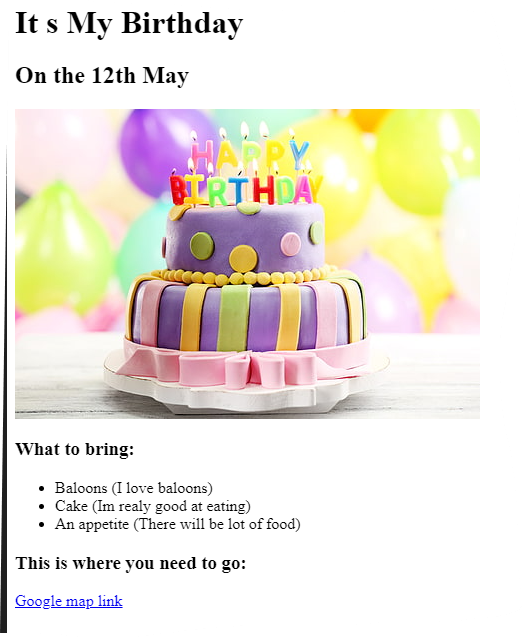 It s My Birthday
On the 12th May
HAPPY
BIRTHDAY
What to bring:
Baloons (I love baloons)
Cake (Im realy good at eating)
An appetite (There will be lot of food)
This is where you need to go:
Google map link